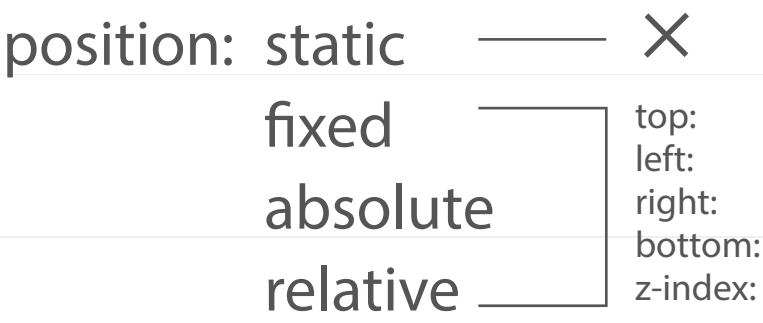 position: static ×
fixed
absolute
relative
top:
left:
right:
bottom:
z-index: